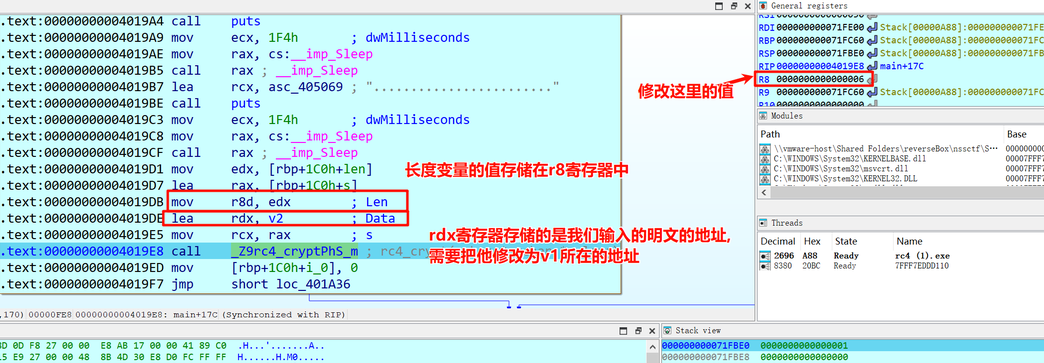 General registers
.text:00000000004019A4 call puts
.text:00000000004019A9 mov ecx, 1F4h ; dwMilliseconds
.text:00000000004019AE mov rax, cs:__imp_Sleep
.text:00000000004019B5 call rax ; __imp_Sleep
.text:00000000004019B7 lea rcx, asc_405069 ; "........................"
.text:00000000004019BE call puts
.text:00000000004019C3 mov ecx, 1F4h ; dwMilliseconds
.text:00000000004019C8 mov rax, cs:__imp_Sleep
.text:00000000004019CF call rax ; __imp_Sleep
.text:00000000004019D1 mov edx, [rbp+1C0h+len]
.text:00000000004019D7 lea rax, [rbp+1C0h+s]
.text:00000000004019DB mov r8d, edx ; Len
.text:00000000004019DE lea rdx, v2 ; Data
.text:00000000004019E5 mov rcx, rax ; s
.text:00000000004019E8 call _Z9rc4_cryptPhS_m ;
.text:00000000004019ED mov [rbp+1C0h+i_0], 0
.text:00000000004019F7 jmp short loc_401A36
长度变量的值存储在r8寄存器中
rdx寄存器存储的是我们输入的明文的地址,
需要把他修改为v1所在的地址
修改这里的值
RDI 000000000071FE00 Stack[00000A88]:000000000071FE
RBP 000000000071FC60 Stack[00000A88]:000000000071FC
RSP 000000000071FBE0 Stack[00000A88]:000000000071FB
RIP 00000000004019E8 main+17C
R8 0000000000000006
R9 000000000071FC60 Stack[00000A88]:000000000071FC
Modules
Path Base
\\vmware-host\Shared Folders\reverseBox\ssctf\S... 000000
C:\WINDOWS\System32\KERNELBASE.dll 00007FFF7
C:\WINDOWS\System32\msvcrt.dll 00007FFF7
C:\WINDOWS\System32\KERNEL32.DLL 00007FFF7
Threads
Decimal Hex State Name
2696 A88 Ready rc4 (1).exe
8380 20BC Ready 7FFF7EDDD110
,170) 00000FE8 00000000004019E8: main+17C (Synchronized with RIP)
Stack view
8D 0D F8 27 00 00 E8 AB 17 00 00 41 89 C0 .H...'.......A..
15 E9 27 00 00 48 8B 4D 30 E8 D0 FC FF FF H......H.M0.....
000000000071FBE0 0000000000000001
000000000071FBE8 0000000000000000